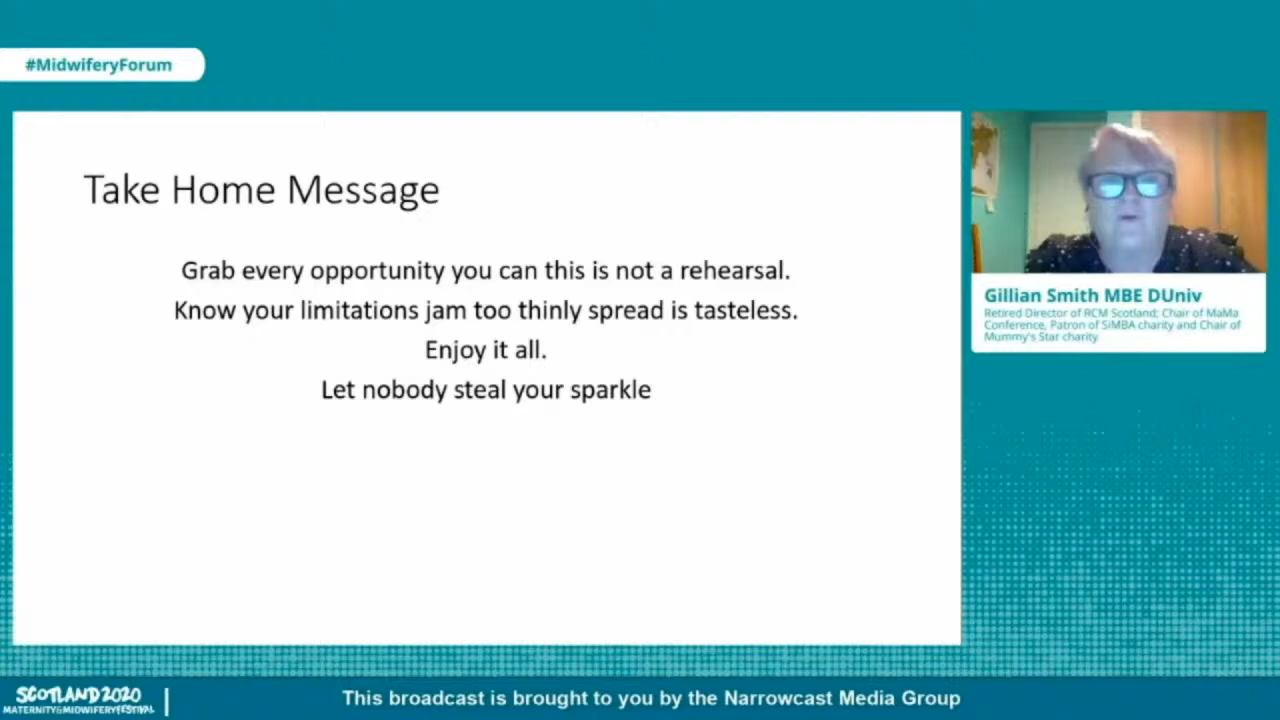 #MidwiferyForum
Take Home Message
Grab every opportunity you can this is not a rehearsal.
Know your limitations jam too thinly spread is tasteless.
Enjoy it all.
Let nobody steal your sparkle
Gillian Smith MBE DUniv
Retired Director of RCM Scotland; Chair of MaMa
Conference, Patron of SiMBA charity and Chair of
Mummy's Star charity
SCOTLAND2020
MATERNITY&MIDWIFERYFESTIVAL
This broadcast is brought to you by the Narrowcast Media Group